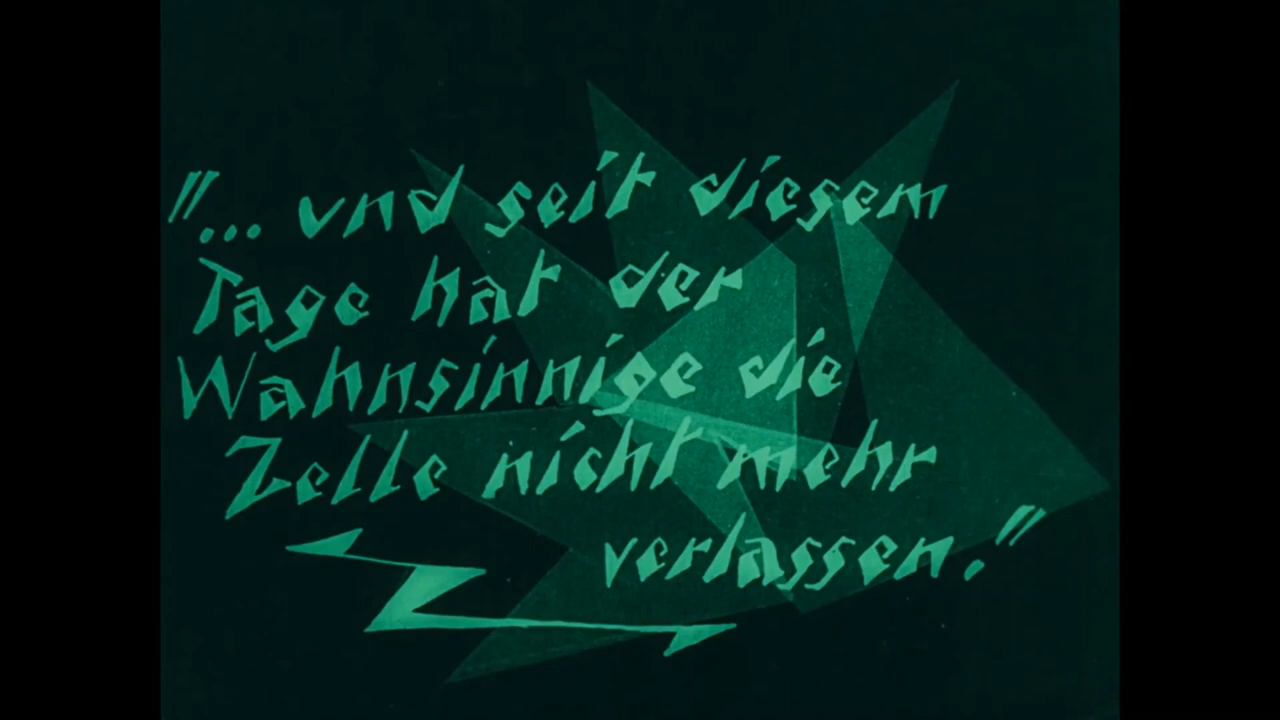 "... und seit diesem
Tage hat der
Wahnsinnige die
Zelle nicht mehr
verlassen."